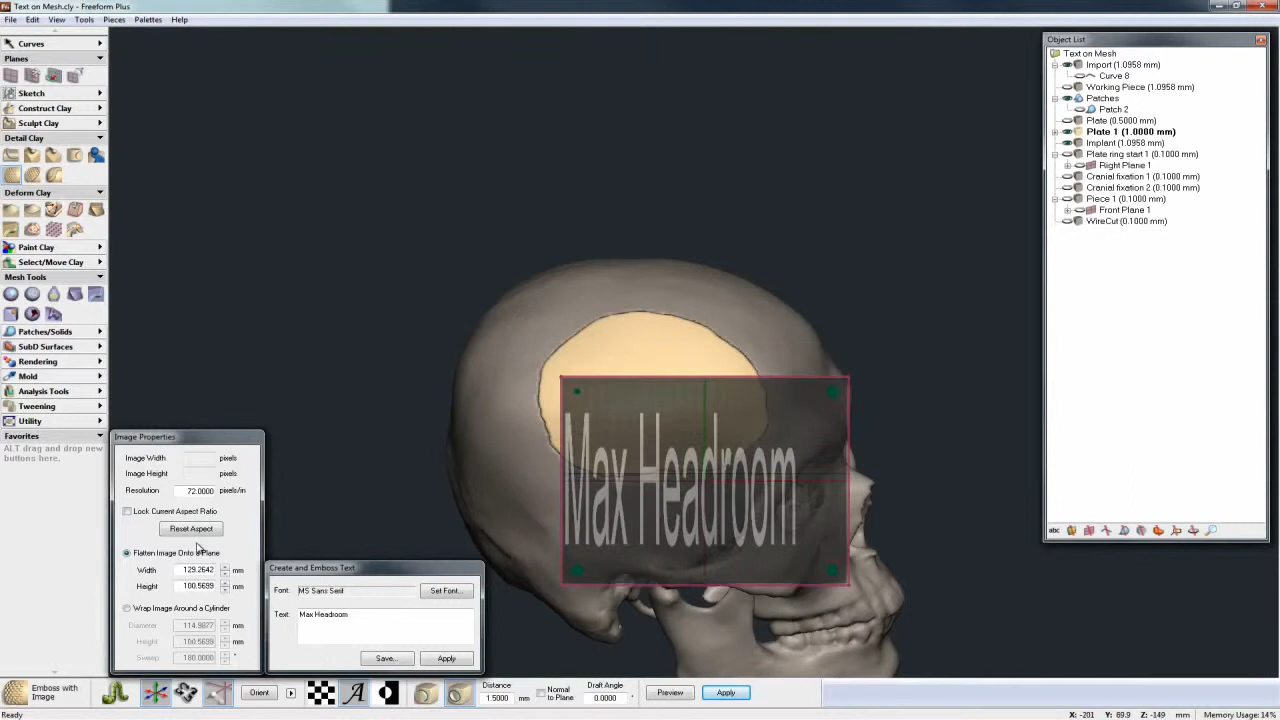 Text on Mesh.cly - Freeform Plus
File Edit View Tools Pieces Palettes Help
Curves
Planes
Sketch
Construct Clay
Sculpt Clay
Detail Clay
Deform Clay
Paint Clay
Select/Move Clay
Mesh Tools
Patches/Solids
SubD Surfaces
Rendering
Mold
Analysis Tools
Tweening
Utility
Favorites
ALT drag and drop new
buttons here.
Image Properties
Image Width pixels
Image Height pixels
Resolution 72.0000 pixels/in
Lock Current Aspect Ratio
Reset Aspect
Flatten Image Onto a Plane
Width 129.2642 mm
Height 100.5699 mm
Wrap Image Around a Cylinder
Diameter 114.9877 mm
Height 100.5699 mm
Sweep 180.0000 °
Create and Emboss Text
Font: MS Sans Serif Set Font...
Text: Max Headroom
Save... Apply
Max Headroom
Object List
Text on Mesh
Import (1.0958 mm)
Curve 8
Working Piece (1.0958 mm)
Patches
Patch 2
Plate (0.5000 mm)
Plate 1 (1.0000 mm)
Implant (1.0958 mm)
Plate ring start 1 (0.1000 mm)
Right Plane 1
Cranial fixation 1 (0.1000 mm)
Cranial fixation 2 (0.1000 mm)
Piece 1 (0.1000 mm)
Front Plane 1
WireCut (0.1000 mm)
abc
Emboss with
Image
Orient
A
Distance
1.5000 mm
Normal
to Plane
Draft Angle
0.0000 °
Preview
Apply
Ready
X: -201 Y: 69.9 Z: -149 mm Memory Usage: 14%